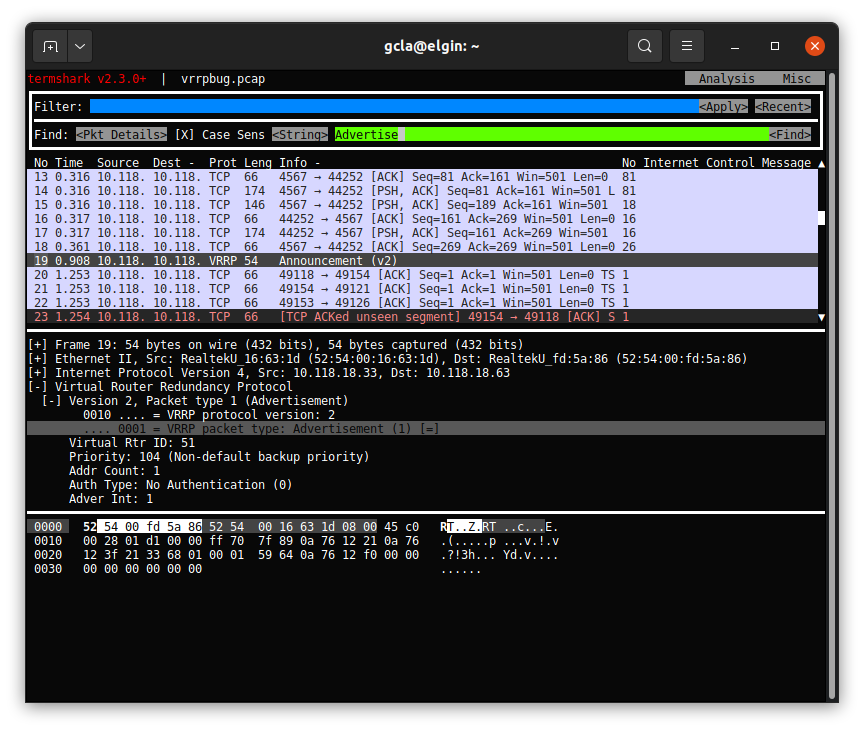 gcla@elgin: ~
termshark v2.3.0+ | vrrpbug.pcap Analysis Misc
Filter: <Apply> <Recent>
Find: <Pkt Details> [X] Case Sens <String> Advertise <Find>
No Time Source Dest - Prot Leng Info - No Internet Control Message ▲
13 0.316 10.118. 10.118. TCP 66 4567 → 44252 [ACK] Seq=81 Ack=161 Win=501 Len=0 81
14 0.316 10.118. 10.118. TCP 174 4567 → 44252 [PSH, ACK] Seq=81 Ack=161 Win=501 L 81
15 0.316 10.118. 10.118. TCP 146 4567 → 44252 [PSH, ACK] Seq=189 Ack=161 Win=501 18
16 0.317 10.118. 10.118. TCP 66 44252 → 4567 [ACK] Seq=161 Ack=269 Win=501 Len=0 16
17 0.317 10.118. 10.118. TCP 174 44252 → 4567 [PSH, ACK] Seq=161 Ack=269 Win=501 16
18 0.361 10.118. 10.118. TCP 66 4567 → 44252 [ACK] Seq=269 Ack=269 Win=501 Len=0 26
19 0.908 10.118. 10.118. VRRP 54 Announcement (v2)
20 1.253 10.118. 10.118. TCP 66 49118 → 49154 [ACK] Seq=1 Ack=1 Win=501 Len=0 TS 1
21 1.253 10.118. 10.118. TCP 66 49154 → 49121 [ACK] Seq=1 Ack=1 Win=501 Len=0 TS 1
22 1.253 10.118. 10.118. TCP 66 49153 → 49126 [ACK] Seq=1 Ack=1 Win=501 Len=0 TS 1
23 1.254 10.118. 10.118. TCP 66 [TCP ACKed unseen segment] 49154 → 49118 [ACK] S 1 ▼
[+] Frame 19: 54 bytes on wire (432 bits), 54 bytes captured (432 bits)
[+] Ethernet II, Src: RealtekU_16:63:1d (52:54:00:16:63:1d), Dst: RealtekU_fd:5a:86 (52:54:00:fd:5a:86)
[+] Internet Protocol Version 4, Src: 10.118.18.33, Dst: 10.118.18.63
[-] Virtual Router Redundancy Protocol
[-] Version 2, Packet type 1 (Advertisement)
0010 .... = VRRP protocol version: 2
.... 0001 = VRRP packet type: Advertisement (1) [=]
Virtual Rtr ID: 51
Priority: 104 (Non-default backup priority)
Addr Count: 1
Auth Type: No Authentication (0)
Adver Int: 1
0000 52 54 00 fd 5a 86 52 54 00 16 63 1d 08 00 45 c0 RT..Z.RT ..c...E.
0010 00 28 01 d1 00 00 ff 70 7f 89 0a 76 12 21 0a 76 .(.....p ...v.!.v
0020 12 3f 21 33 68 01 00 01 59 64 0a 76 12 f0 00 00 .?!3h... Yd.v....
0030 00 00 00 00 00 00 ......